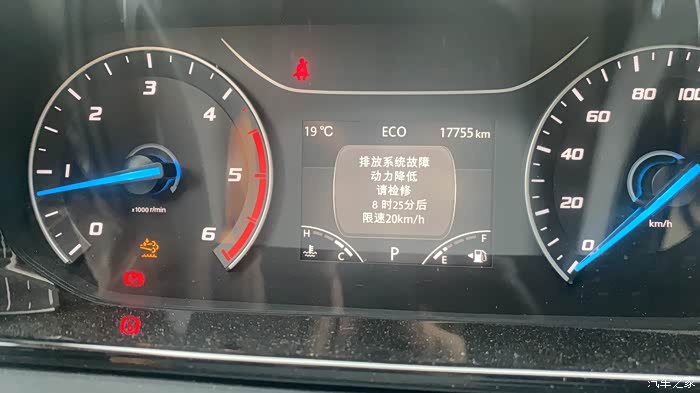 19 ℃ ECO 17755 km
排放系统故障
动力降低
请检修
8 时25分后
限速20km/h
H F
C P E
0 1 2 3 4 5 6
x1000 r/min
0 20 40 60 80 100
km/h
汽车之家